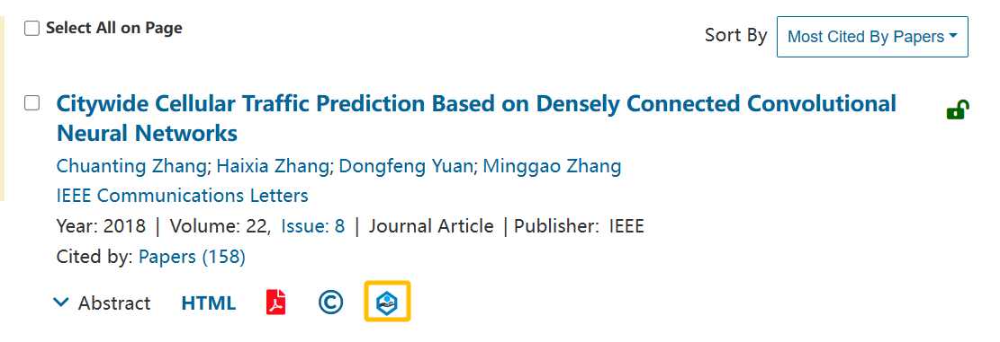 Select All on Page
Sort By Most Cited By Papers
Citywide Cellular Traffic Prediction Based on Densely Connected Convolutional
Neural Networks
Chuanting Zhang; Haixia Zhang; Dongfeng Yuan; Minggao Zhang
IEEE Communications Letters
Year: 2018 | Volume: 22, Issue: 8 | Journal Article | Publisher: IEEE
Cited by: Papers (158)
Abstract HTML ©